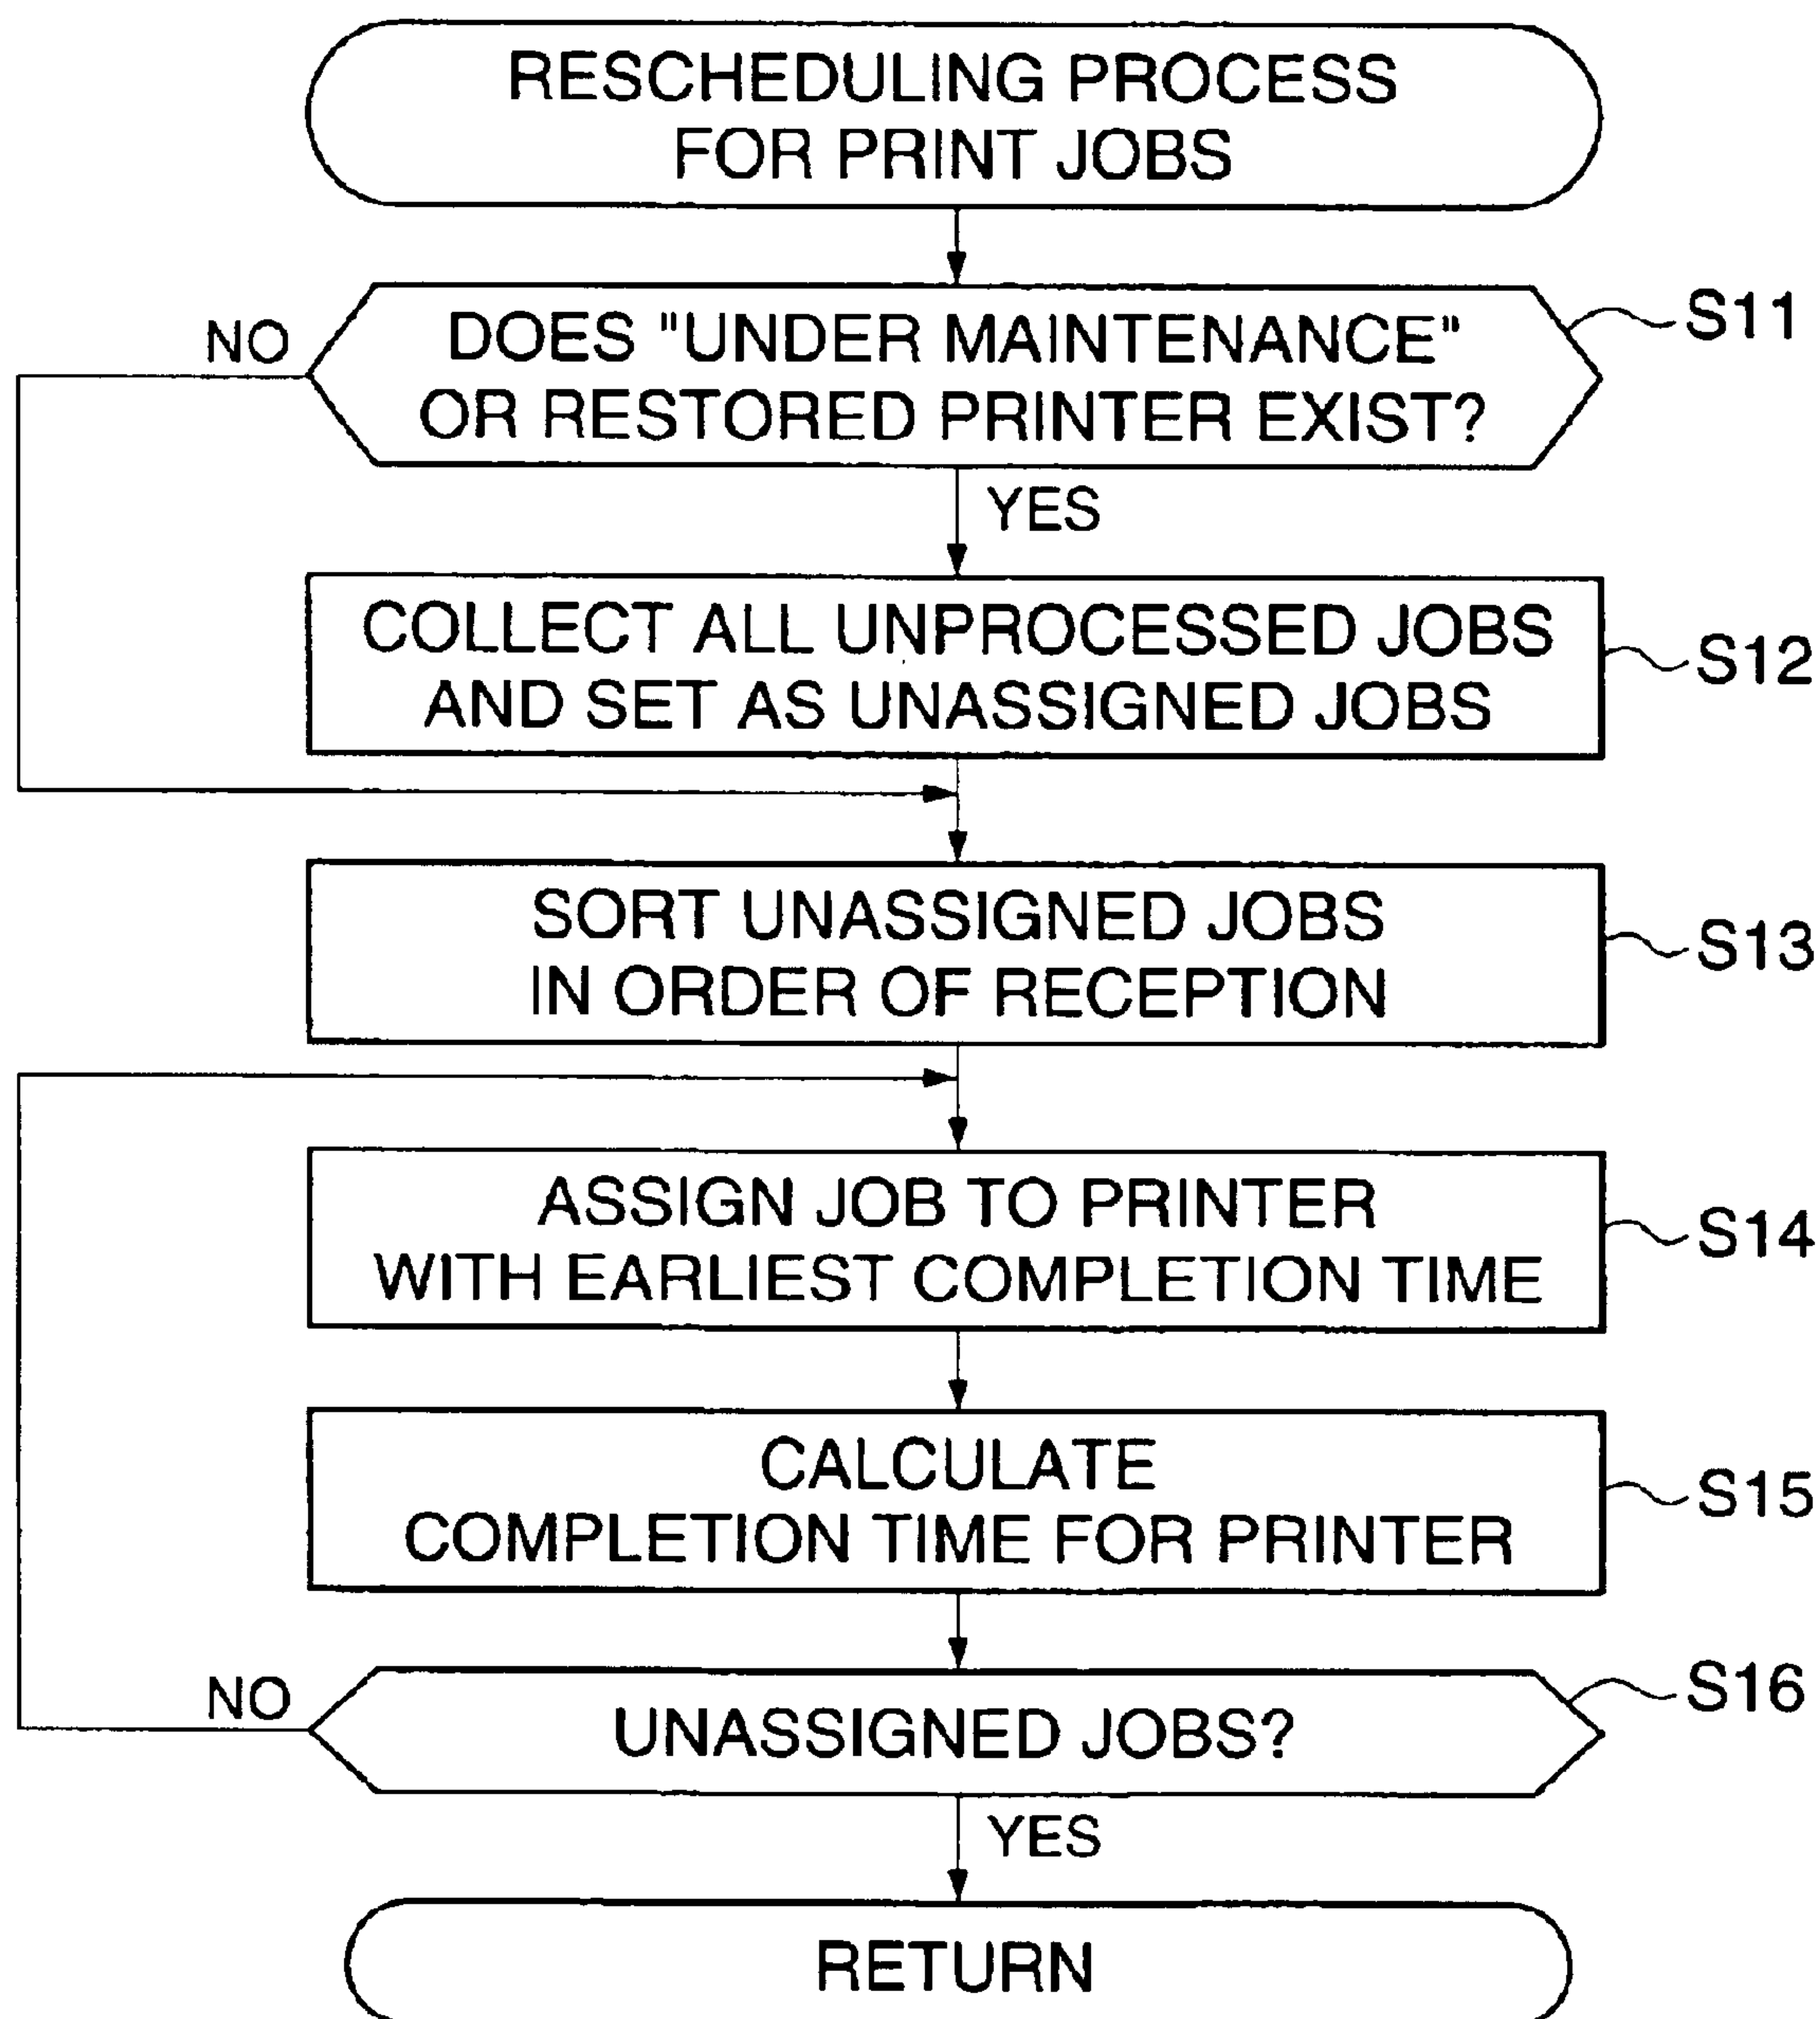 RESCHEDULING PROCESS
FOR PRINT JOBS
DOES "UNDER MAINTENANCE"
OR RESTORED PRINTER EXIST?
S11
NO
YES
COLLECT ALL UNPROCESSED JOBS
AND SET AS UNASSIGNED JOBS
S12
SORT UNASSIGNED JOBS
IN ORDER OF RECEPTION
S13
ASSIGN JOB TO PRINTER
WITH EARLIEST COMPLETION TIME
S14
CALCULATE
COMPLETION TIME FOR PRINTER
S15
UNASSIGNED JOBS?
S16
NO
YES
RETURN